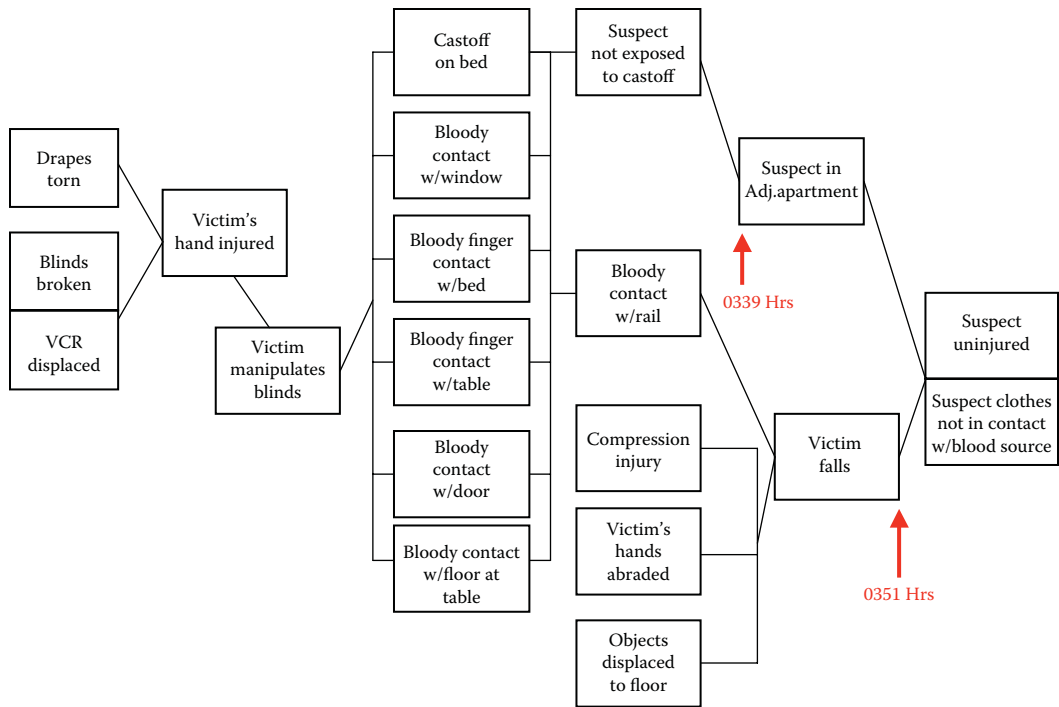 Drapes
torn
Blinds
broken
VCR
displaced
Victim's
hand injured
Victim
manipulates
blinds
Castoff
on bed
Bloody
contact
w/window
Bloody finger
contact
w/bed
Bloody finger
contact
w/table
Bloody
contact
w/door
Bloody contact
w/floor at
table
Suspect
not exposed
to castoff
Bloody
contact
w/rail
Compression
injury
Victim's
hands
abraded
Objects
displaced
to floor
Suspect in
Adj.apartment
0339 Hrs
Victim
falls
0351 Hrs
Suspect
uninjured
Suspect clothes
not in contact
w/blood source